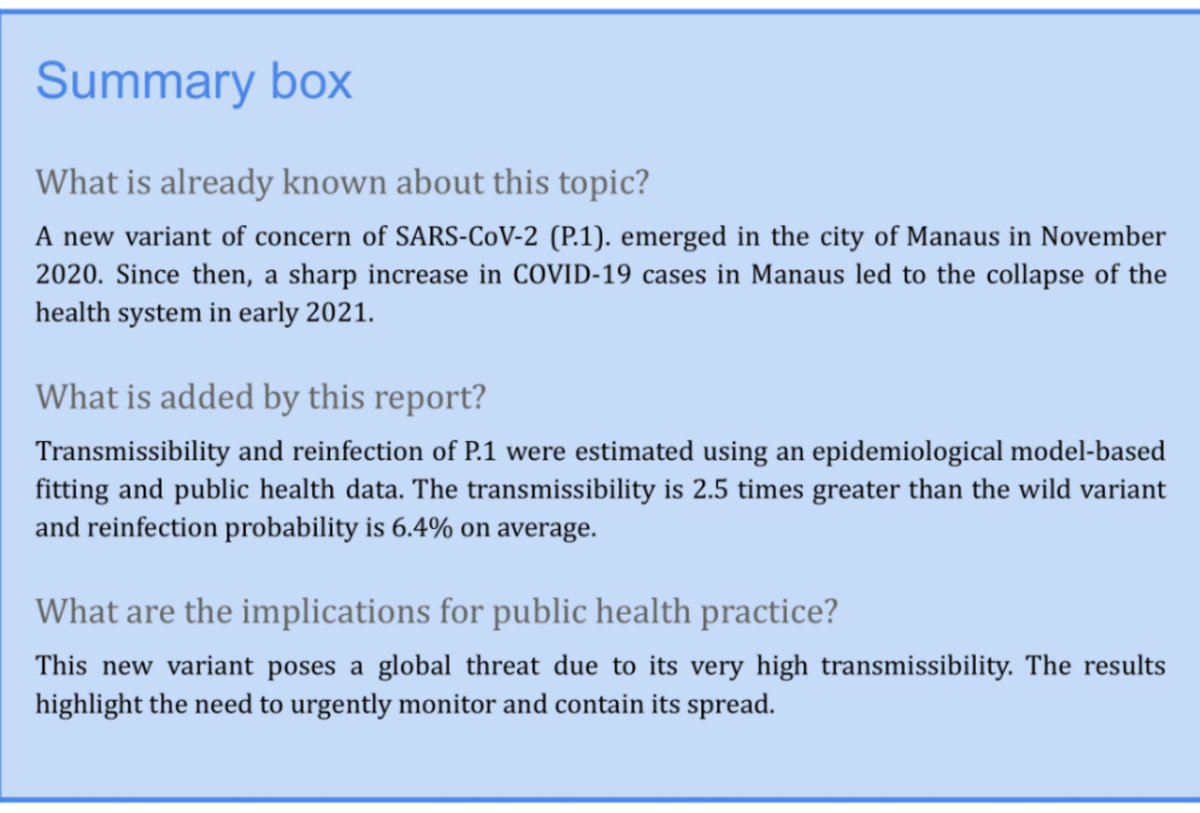 Summary box
What is already known about this topic?
A new variant of concern of SARS-CoV-2 (P.1). emerged in the city of Manaus in November
2020. Since then, a sharp increase in COVID-19 cases in Manaus led to the collapse of the
health system in early 2021.
What is added by this report?
Transmissibility and reinfection of P.1 were estimated using an epidemiological model-based
fitting and public health data. The transmissibility is 2.5 times greater than the wild variant
and reinfection probability is 6.4% on average.
What are the implications for public health practice?
This new variant poses a global threat due to its very high transmissibility. The results
highlight the need to urgently monitor and contain its spread.